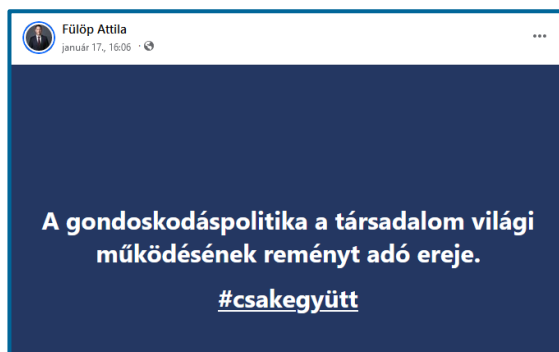 Fülöp Attila
január 17., 16:06 ·
A gondoskodáspolitika a társadalom világi
működésének reményt adó ereje.
#csakegyütt